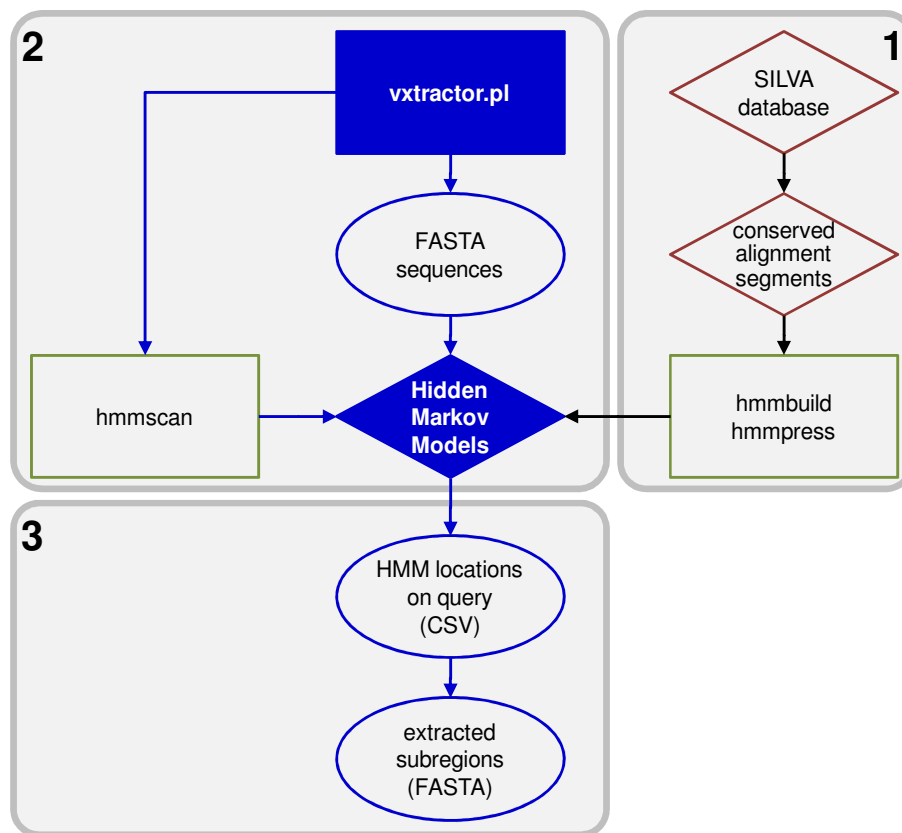 2
vxtractor.pl
FASTA
sequences
hmmscan
Hidden
Markov
Models
1
SILVA
database
conserved
alignment
segments
hmmbuild
hmmpress
3
HMM locations
on query
(CSV)
extracted
subregions
(FASTA)